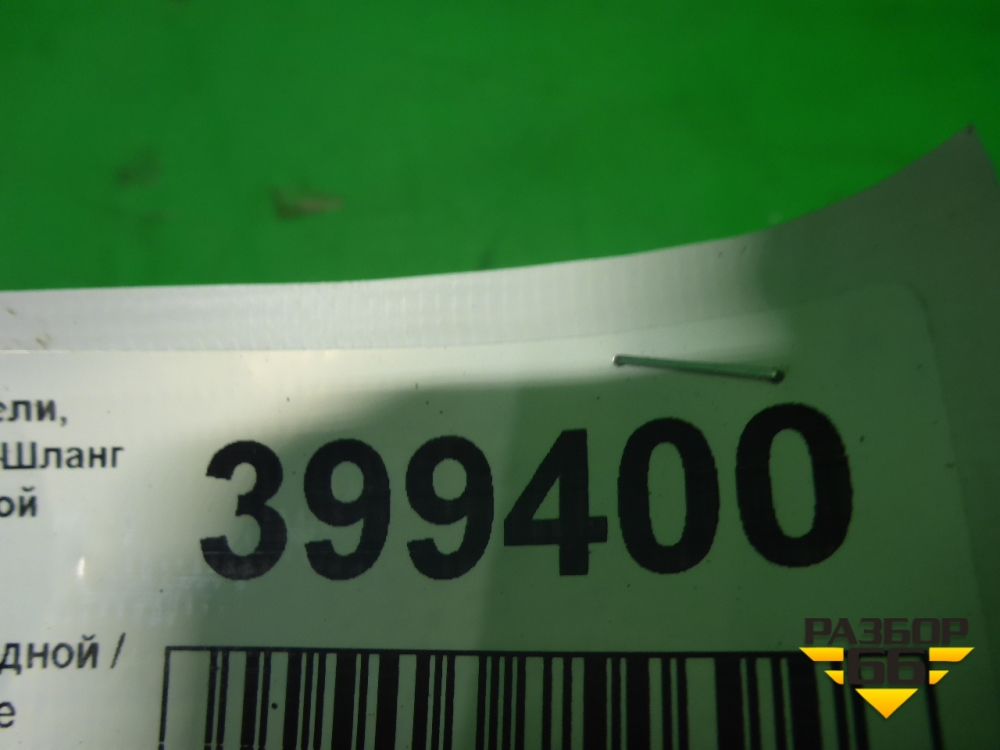 ели,
-Шланг
ой
399400
дной /
е
РАЗБОР
66